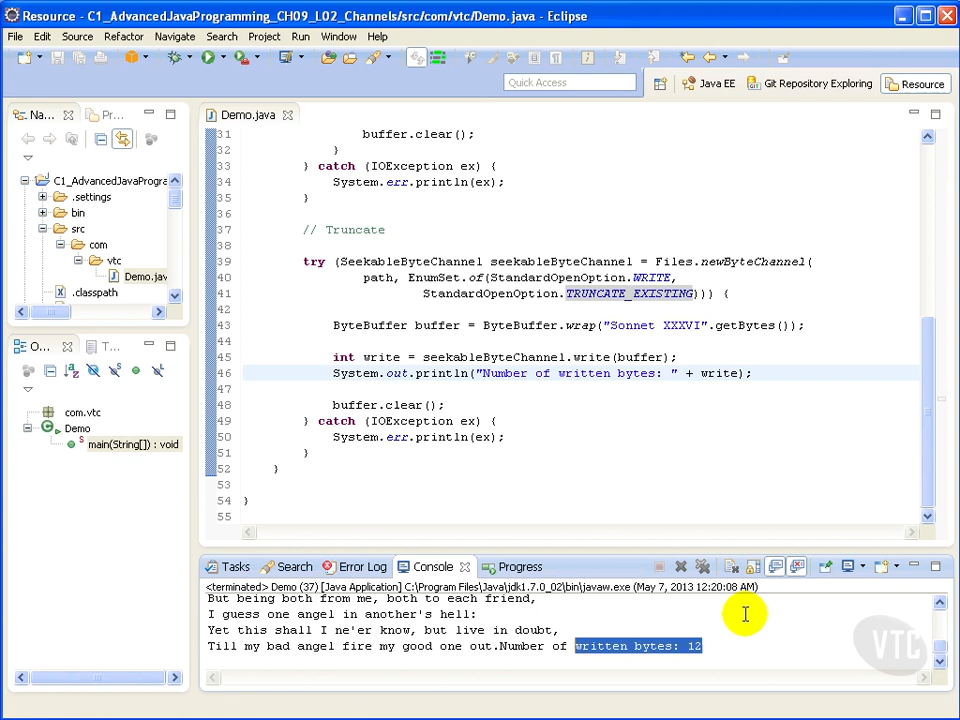 Resource - C1_AdvancedJavaProgramming_CH09_L02_Channels/src/com/vtc/Demo.java - Eclipse
File Edit Source Refactor Navigate Search Project Run Window Help
Quick Access
Java EE
Git Repository Exploring
Resource
Na...
Pr...
C1_AdvancedJavaProgra
.settings
bin
src
com
vtc
Demo.jav
.classpath
O...
T...
com.vtc
Demo
main(String[]) : void
Demo.java
31 buffer.clear();
32 }
33 } catch (IOException ex) {
34 System.err.println(ex);
35 }
36
37 // Truncate
38
39 try (SeekableByteChannel seekableByteChannel = Files.newByteChannel(
40 path, EnumSet.of(StandardOpenOption.WRITE,
41 StandardOpenOption.TRUNCATE_EXISTING))) {
42
43 ByteBuffer buffer = ByteBuffer.wrap("Sonnet XXXVI".getBytes());
44
45 int write = seekableByteChannel.write(buffer);
46 System.out.println("Number of written bytes: " + write);
47
48 buffer.clear();
49 } catch (IOException ex) {
50 System.err.println(ex);
51 }
52 }
53
54 }
55
Tasks Search Error Log Console Progress
<terminated> Demo (37) [Java Application] C:\Program Files\Java\jdk1.7.0_02\bin\javaw.exe (May 7, 2013 12:20:08 AM)
But being both from me, both to each friend,
I guess one angel in another's hell:
Yet this shall I ne'er know, but live in doubt,
Till my bad angel fire my good one out.Number of written bytes: 12
VTC